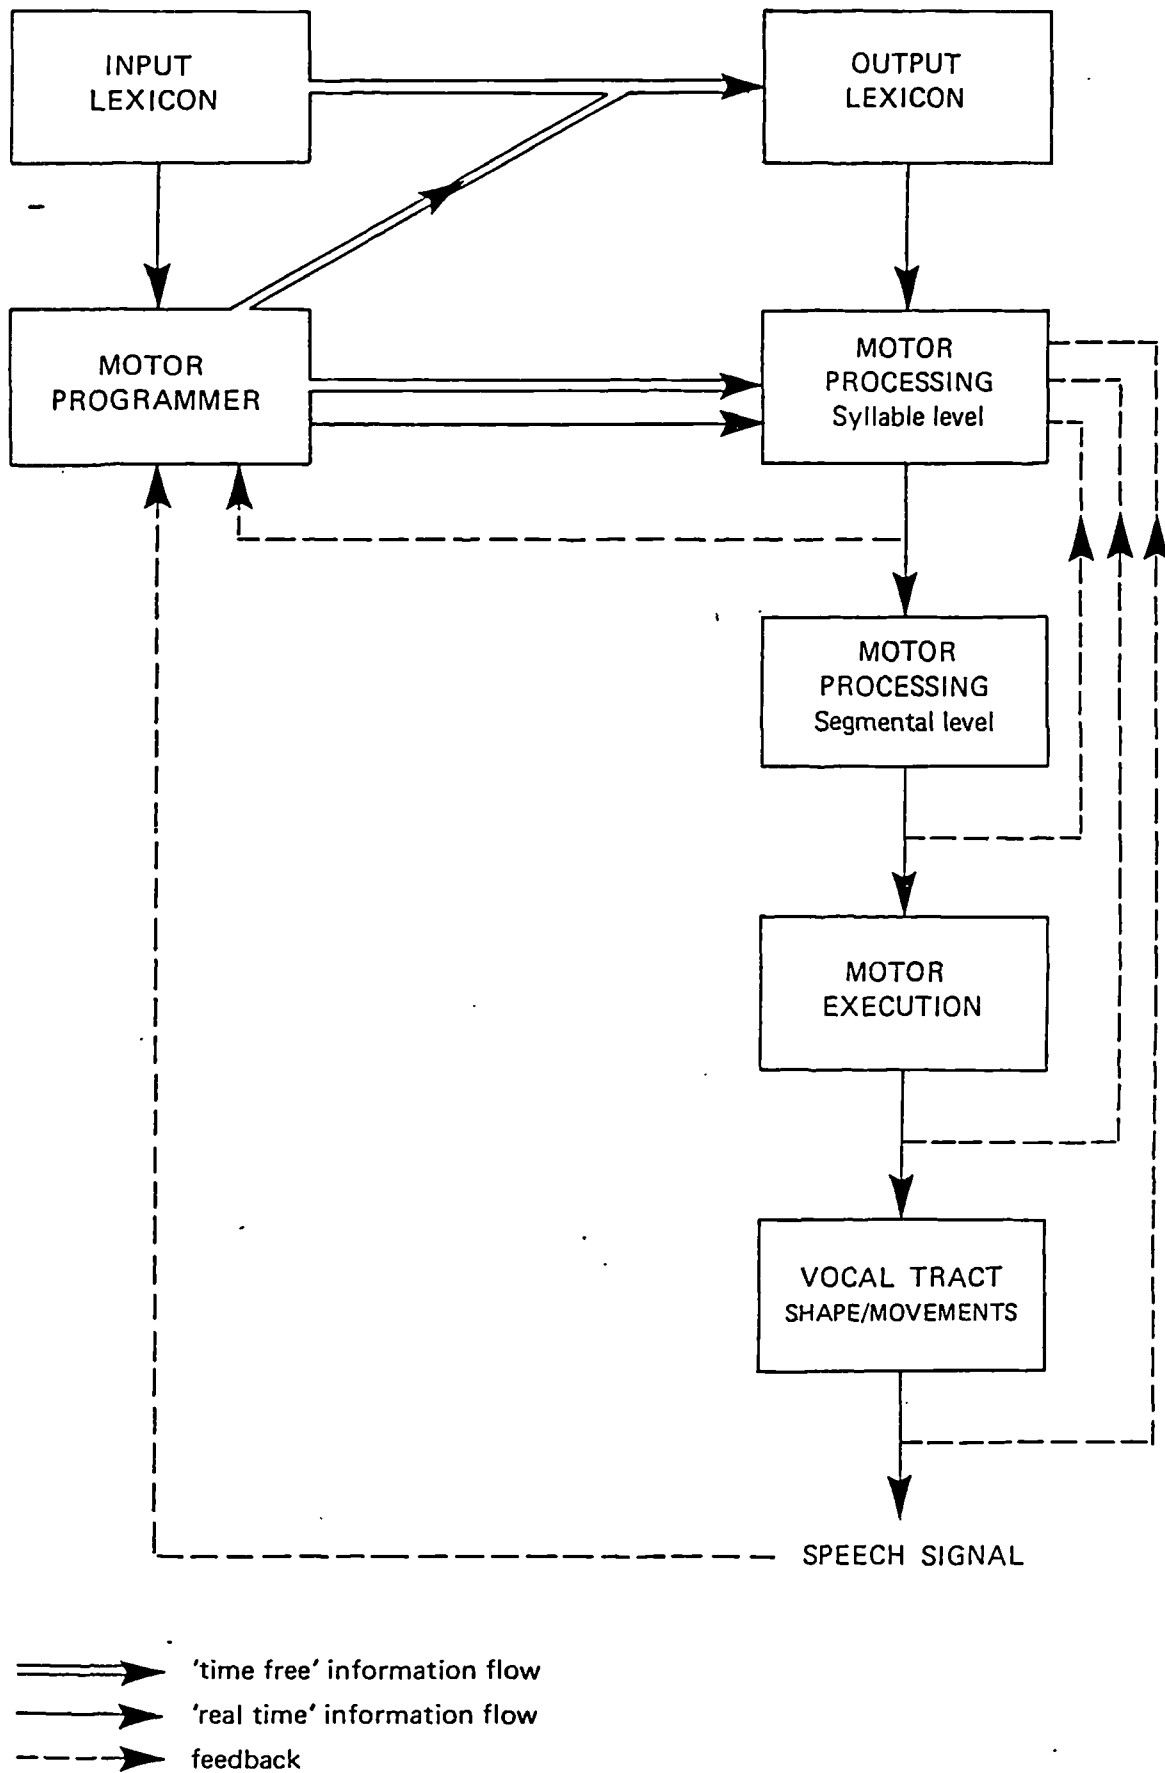 INPUT
LEXICON
OUTPUT
LEXICON
MOTOR
PROGRAMMER
MOTOR
PROCESSING
Syllable level
MOTOR
PROCESSING
Segmental level
MOTOR
EXECUTION
VOCAL TRACT
SHAPE/MOVEMENTS
SPEECH SIGNAL
'time free' information flow
'real time' information flow
feedback